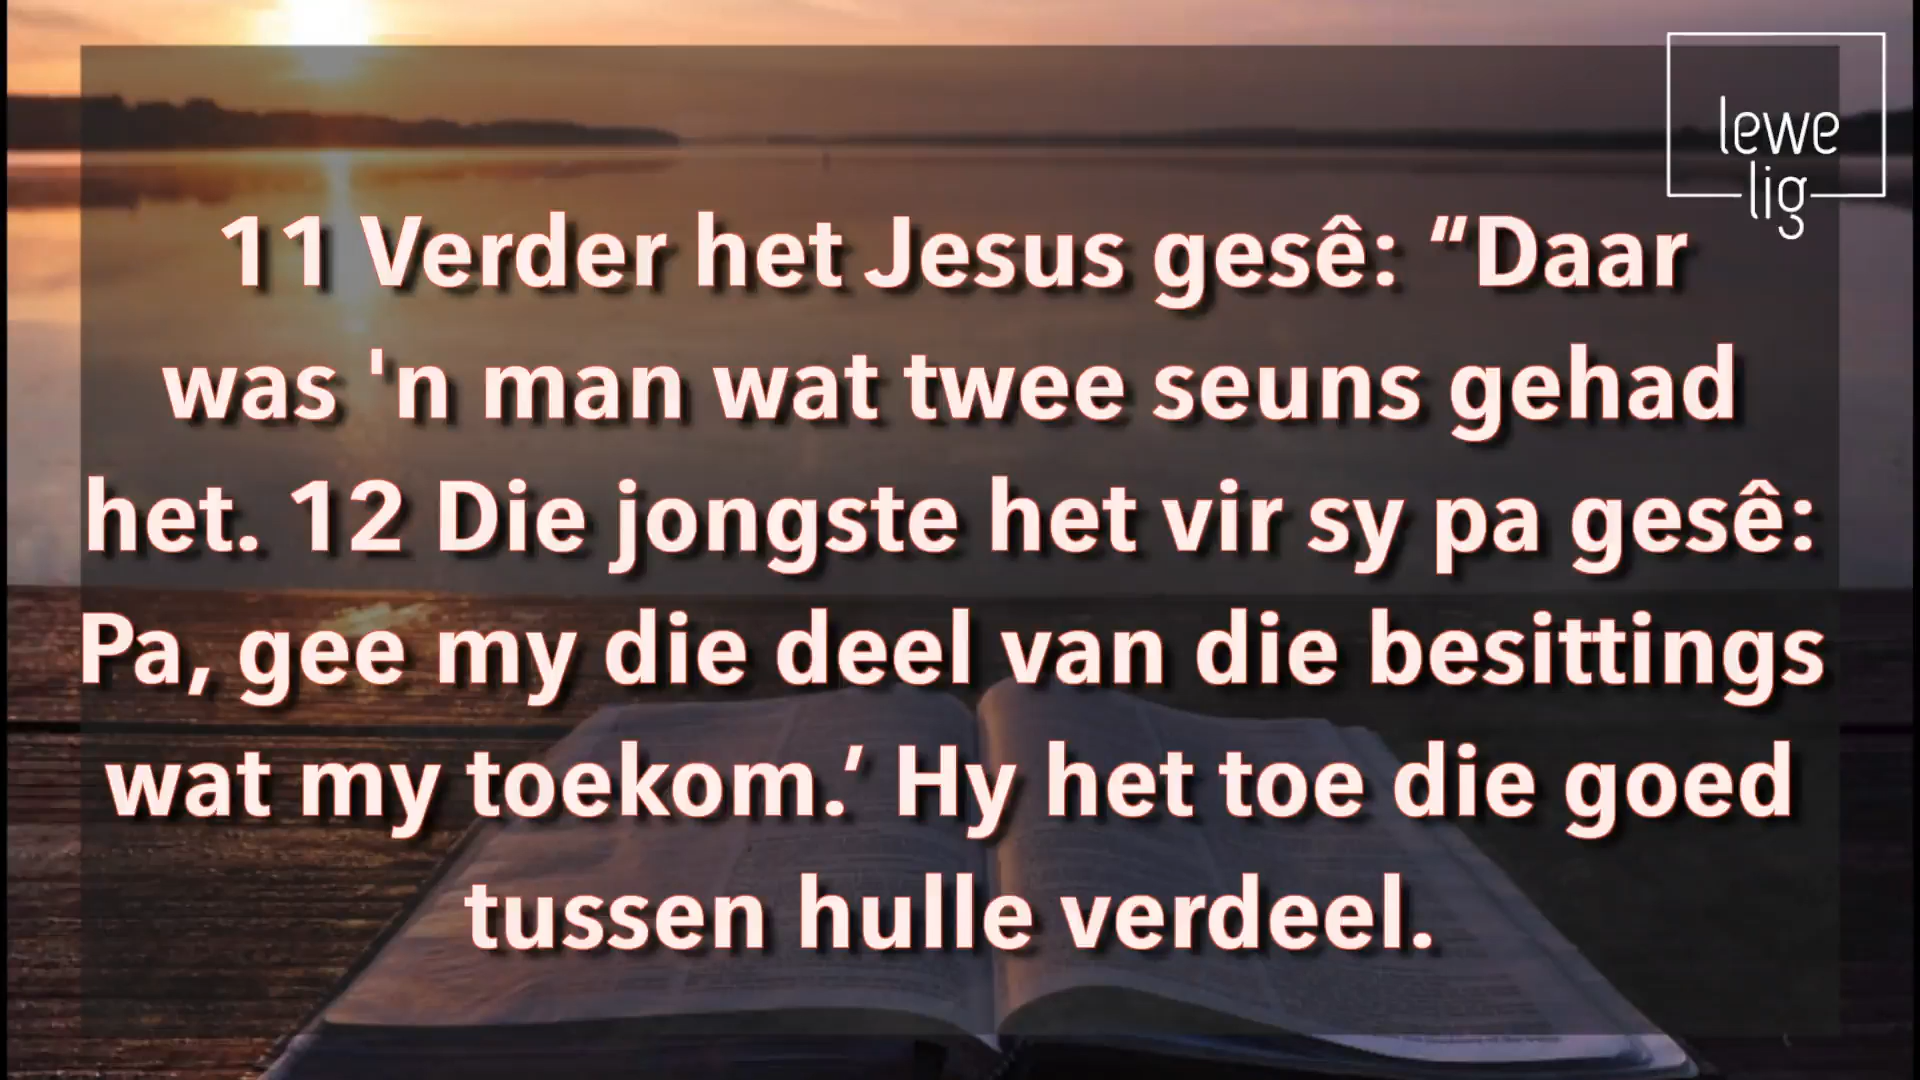 lewe
lig
11 Verder het Jesus gesê: “Daar
was 'n man wat twee seuns gehad
het. 12 Die jongste het vir sy pa gesê:
Pa, gee my die deel van die besittings
wat my toekom.’ Hy het toe die goed
tussen hulle verdeel.